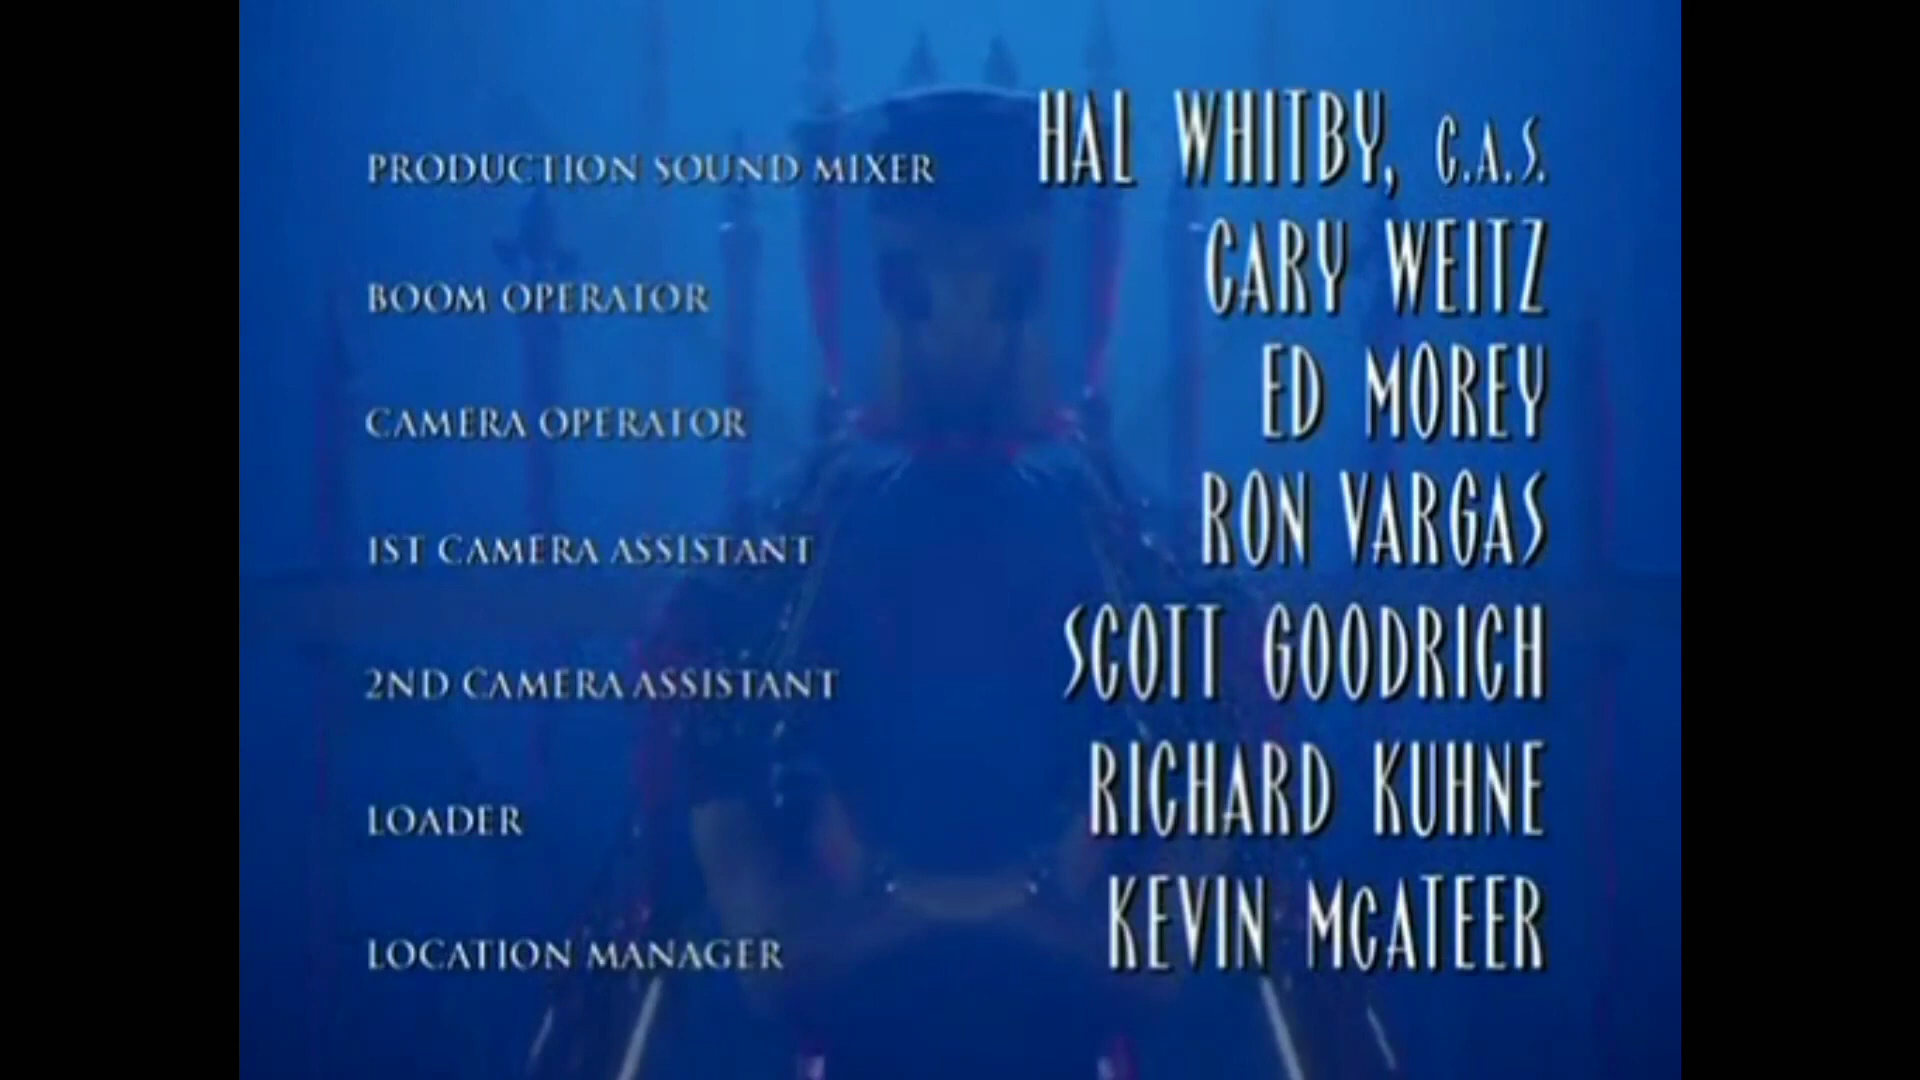 PRODUCTION SOUND MIXER HAL WHITBY, C.A.S.
BOOM OPERATOR CARY WEITZ
CAMERA OPERATOR ED MOREY
1ST CAMERA ASSISTANT RON VARGAS
2ND CAMERA ASSISTANT SCOTT GOODRICH
LOADER RICHARD KUHNE
LOCATION MANAGER KEVIN MCATEER